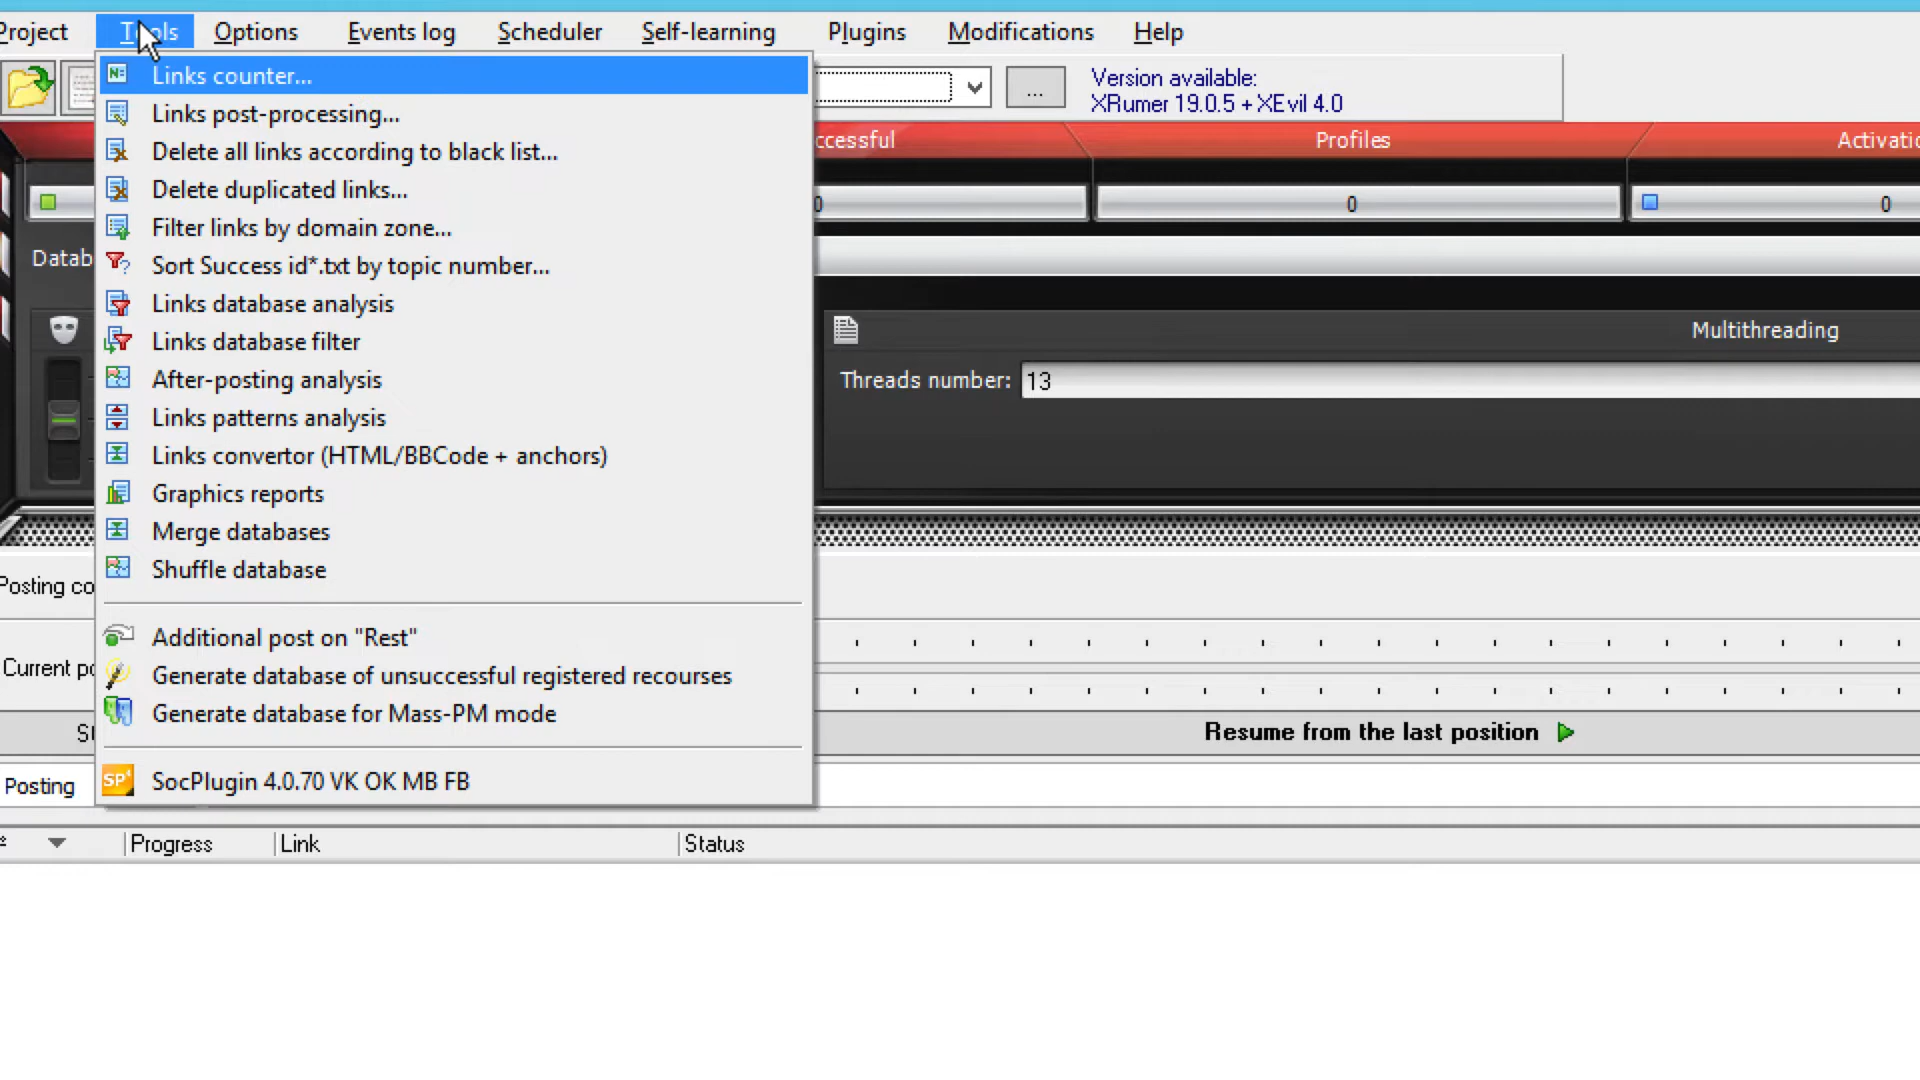 Project Tools Options Events log Scheduler Self-learning Plugins Modifications Help
Links counter...
Links post-processing...
Delete all links according to black list...
Delete duplicated links...
Filter links by domain zone...
Sort Success id*.txt by topic number...
Links database analysis
Links database filter
After-posting analysis
Links patterns analysis
Links convertor (HTML/BBCode + anchors)
Graphics reports
Merge databases
Shuffle database
Additional post on "Rest"
Generate database of unsuccessful registered recourses
Generate database for Mass-PM mode
SocPlugin 4.0.70 VK OK MB FB
...
Version available:
XRumer 19.0.5 + XEvil 4.0
ccessful Profiles Activatio
0 0 0
Datab
Multithreading
Threads number: 13
Posting co
Current po
St
Resume from the last position
Posting
Progress Link Status